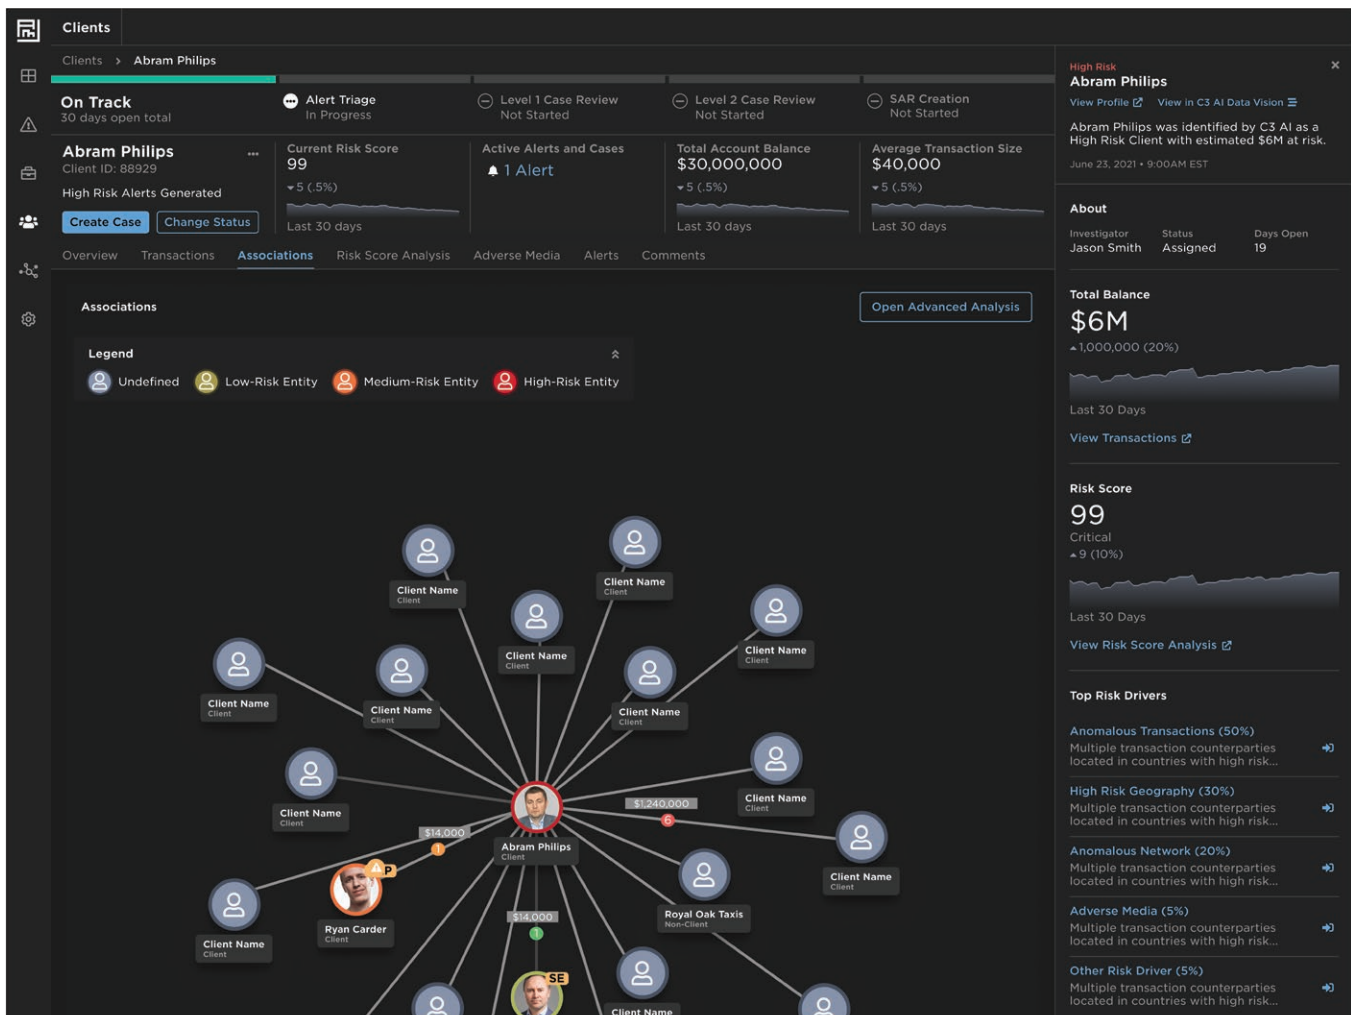 Clients
Clients > Abram Philips
On Track
30 days open total
Alert Triage
In Progress
Level 1 Case Review
Not Started
Level 2 Case Review
Not Started
SAR Creation
Not Started
Abram Philips
Client ID: 88929
High Risk Alerts Generated
Create Case
Change Status
Current Risk Score
99
5 (.5%)
Last 30 days
Active Alerts and Cases
1 Alert
Total Account Balance
$30,000,000
5 (.5%)
Last 30 days
Average Transaction Size
$40,000
5 (.5%)
Last 30 days
Overview Transactions Associations Risk Score Analysis Adverse Media Alerts Comments
Associations
Open Advanced Analysis
Legend
Undefined Low-Risk Entity Medium-Risk Entity High-Risk Entity
Client Name
Client
Client Name
Client
Client Name
Client
Client Name
Client
Client Name
Client
Client Name
Client
Client Name
Client
Client Name
Client
Client Name
Client
$1,240,000
6
$14,000
1
Abram Philips
Client
P
Client Name
Client
Ryan Carder
Client
Royal Oak Taxis
Non-Client
$14,000
1
Client Name
Client
SE
Client Name
High Risk
Abram Philips
View Profile View in C3 AI Data Vision
Abram Philips was identified by C3 AI as a
High Risk Client with estimated $6M at risk.
June 23, 2021 • 9:00AM EST
About
Investigator Status Days Open
Jason Smith Assigned 19
Total Balance
$6M
1,000,000 (20%)
Last 30 Days
View Transactions
Risk Score
99
Critical
9 (10%)
Last 30 Days
View Risk Score Analysis
Top Risk Drivers
Anomalous Transactions (50%)
Multiple transaction counterparties
located in countries with high risk...
High Risk Geography (30%)
Multiple transaction counterparties
located in countries with high risk...
Anomalous Network (20%)
Multiple transaction counterparties
located in countries with high risk...
Adverse Media (5%)
Multiple transaction counterparties
located in countries with high risk...
Other Risk Driver (5%)
Multiple transaction counterparties
located in countries with high risk...